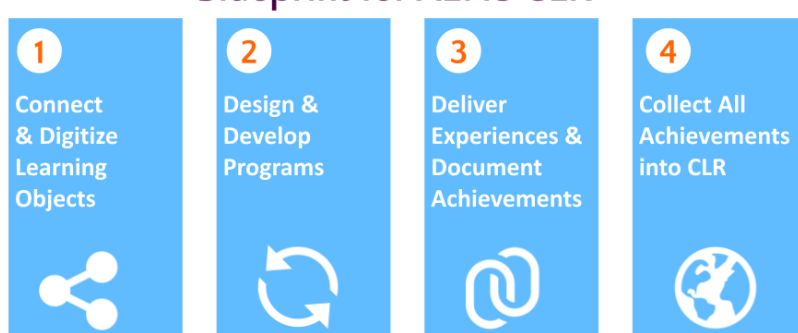 1
Connect
& Digitize
Learning
Objects
2
Design &
Develop
Programs
3
Deliver
Experiences &
Document
Achievements
4
Collect All
Achievements
into CLR